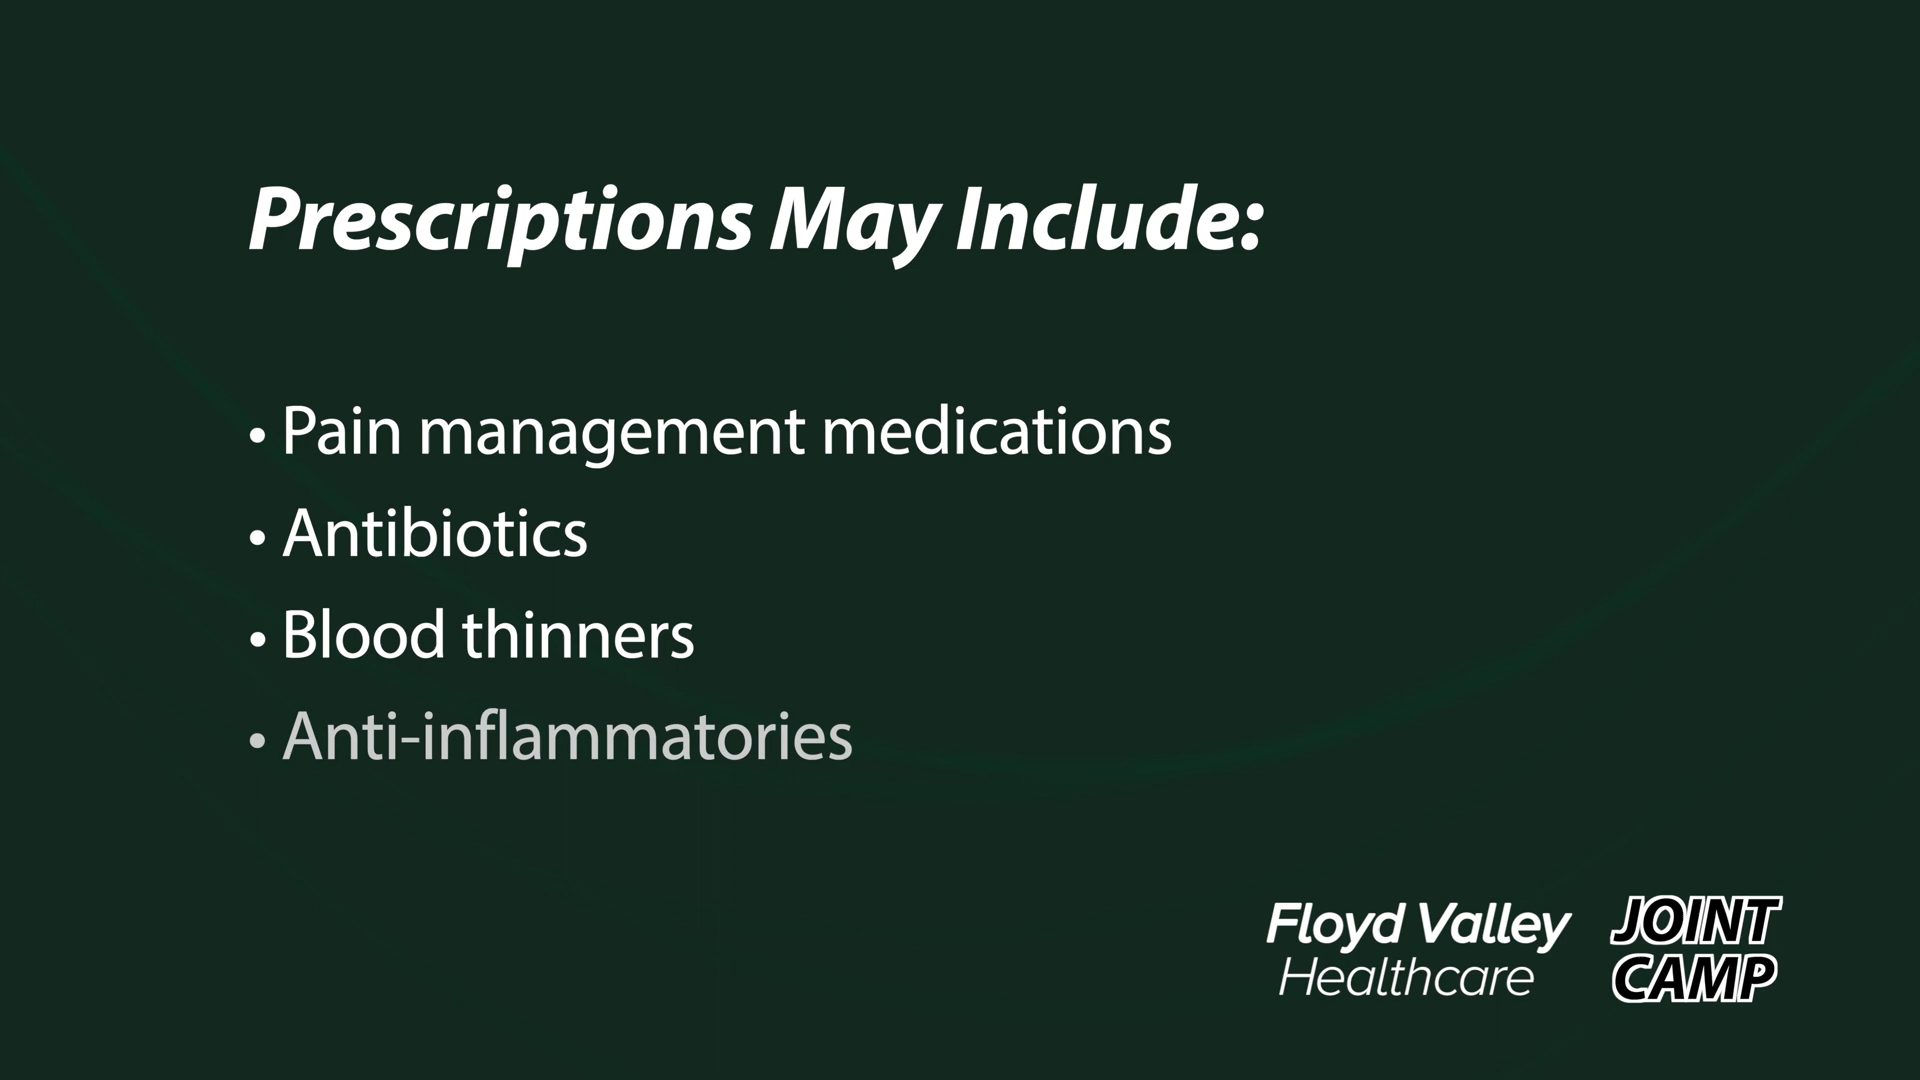 Prescriptions May Include:
• Pain management medications
• Antibiotics
• Blood thinners
• Anti-inflammatories
Floyd Valley
Healthcare
JOINT
CAMP